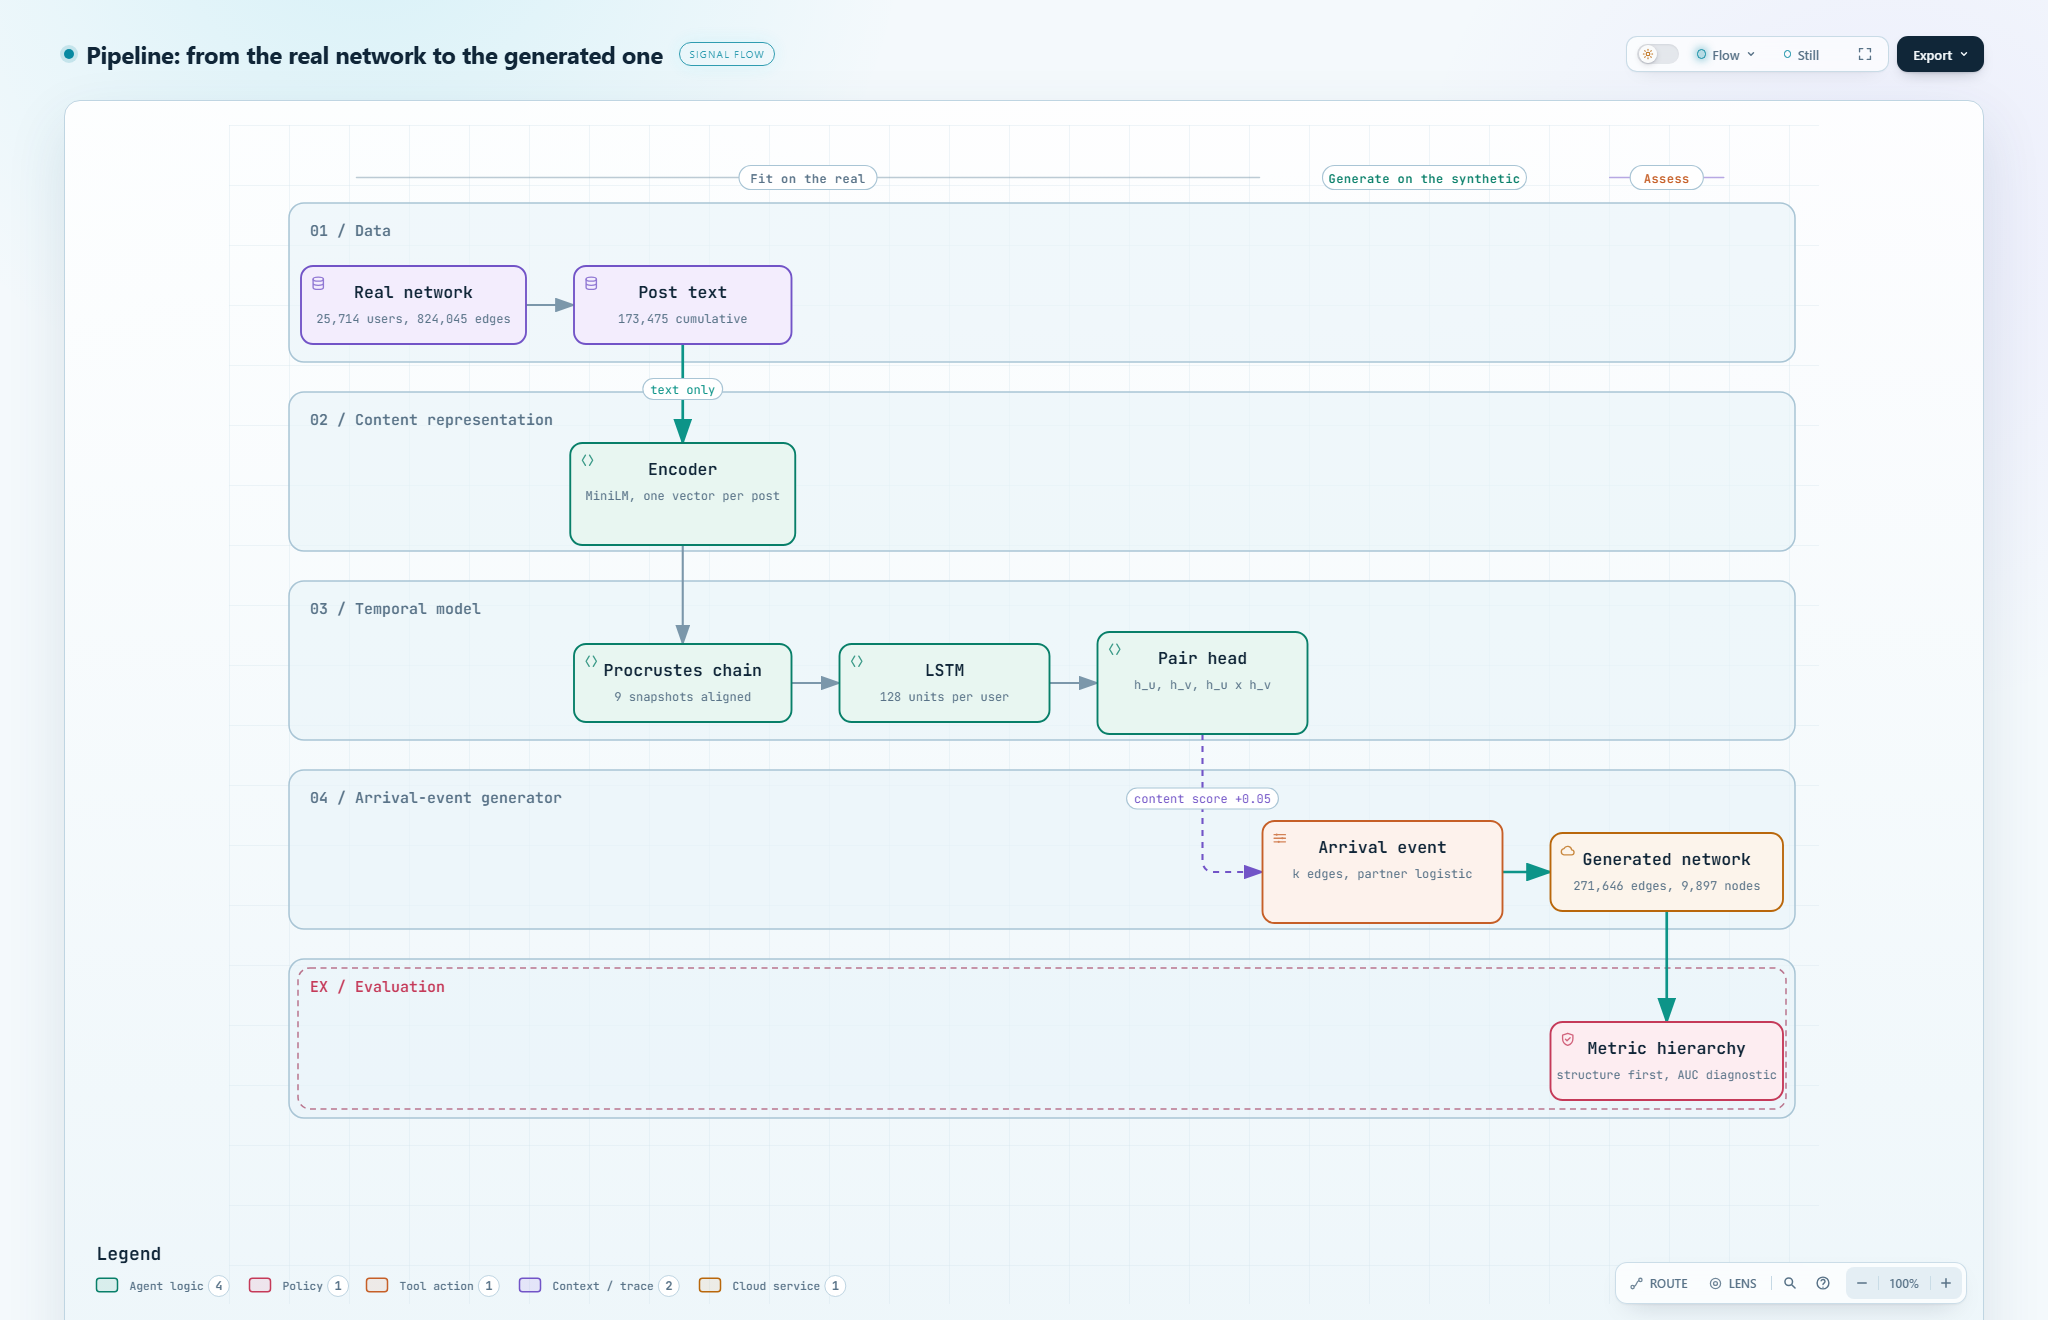 Pipeline: from the real network to the generated one
SIGNAL FLOW
Flow
Still
Export
Fit on the real
Generate on the synthetic
Assess
01 / Data
Real network
25,714 users, 824,045 edges
Post text
173,475 cumulative
text only
02 / Content representation
Encoder
MiniLM, one vector per post
03 / Temporal model
Procrustes chain
9 snapshots aligned
LSTM
128 units per user
Pair head
h_u, h_v, h_u x h_v
04 / Arrival-event generator
content score +0.05
Arrival event
k edges, partner logistic
Generated network
271,646 edges, 9,897 nodes
EX / Evaluation
Metric hierarchy
structure first, AUC diagnostic
Legend
Agent logic 4
Policy 1
Tool action 1
Context / trace 2
Cloud service 1
ROUTE
LENS
100%